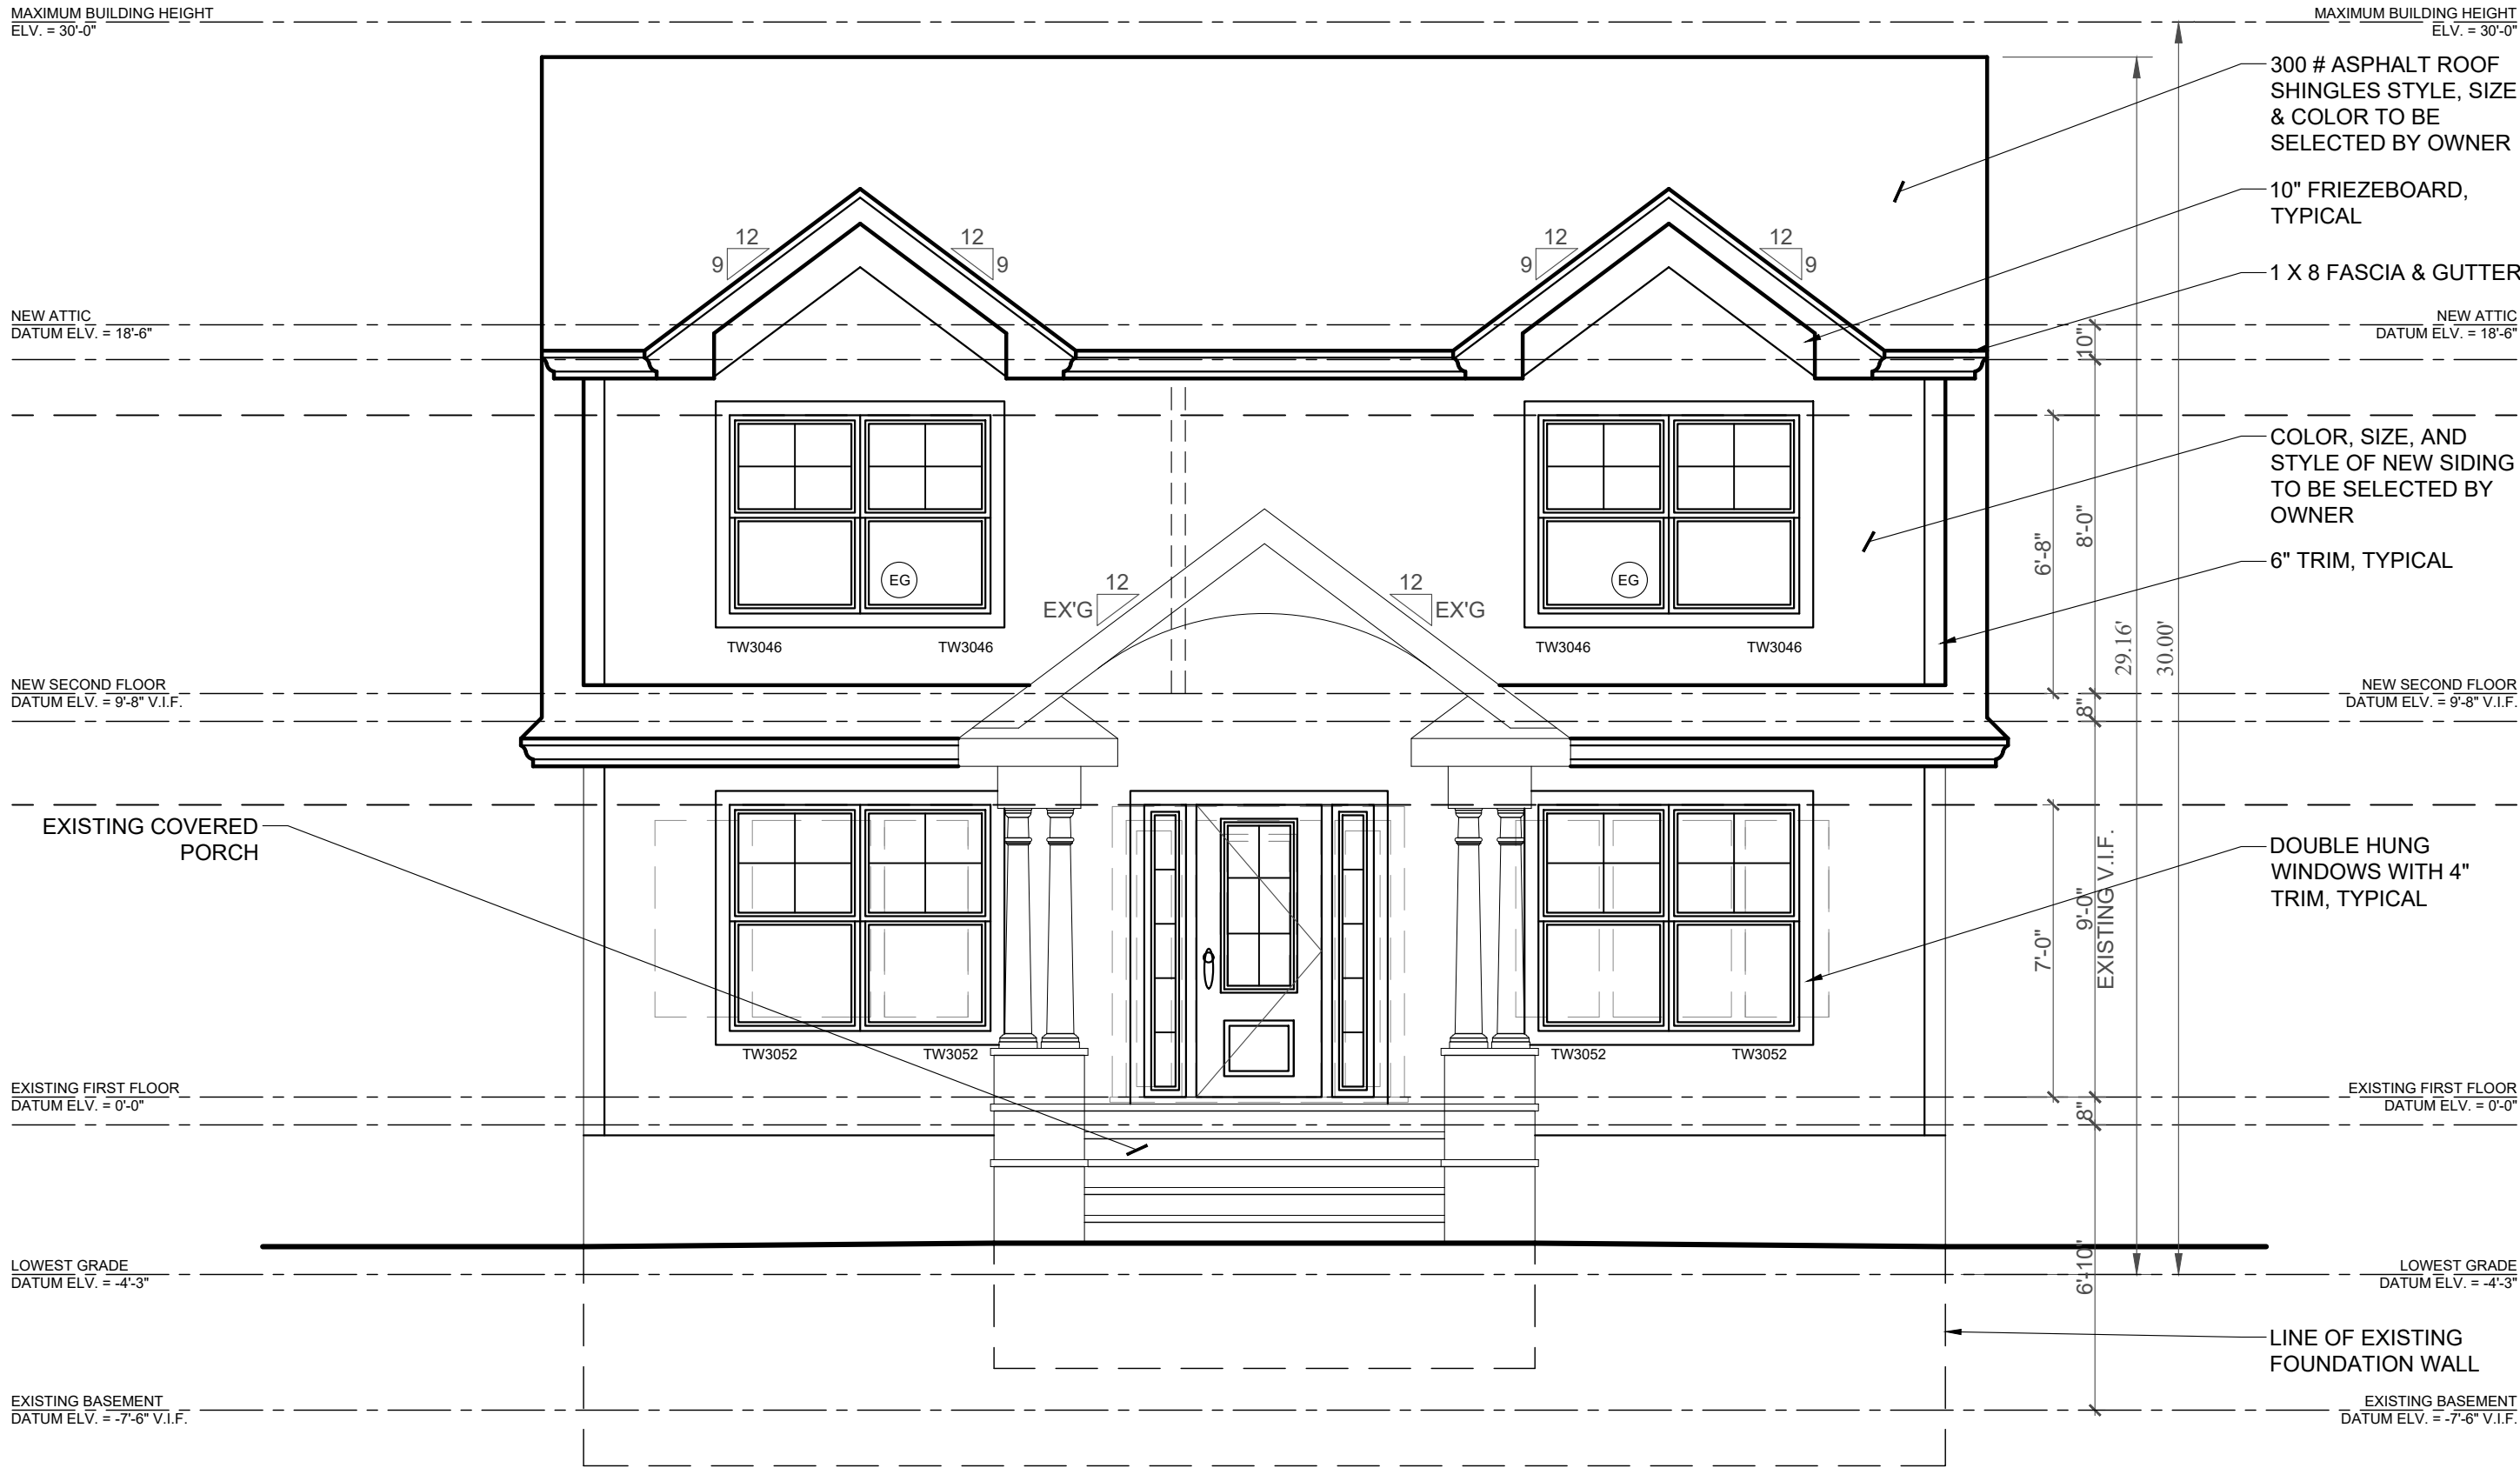 MAXIMUM BUILDING HEIGHT
ELV. = 30'-0"
MAXIMUM BUILDING HEIGHT
ELV. = 30'-0"
300 # ASPHALT ROOF
SHINGLES STYLE, SIZE
& COLOR TO BE
SELECTED BY OWNER
10" FRIEZEBOARD,
TYPICAL
12
9
12
9
12
9
12
9
1 X 8 FASCIA & GUTTER
NEW ATTIC
DATUM ELV. = 18'-6"
NEW ATTIC
DATUM ELV. = 18'-6"
10"
COLOR, SIZE, AND
STYLE OF NEW SIDING
TO BE SELECTED BY
OWNER
6'-8"
8'-0"
6" TRIM, TYPICAL
EG
EG
12
EX'G
12
EX'G
TW3046
TW3046
TW3046
TW3046
29.16'
30.00'
NEW SECOND FLOOR
DATUM ELV. = 9'-8" V.I.F.
NEW SECOND FLOOR
DATUM ELV. = 9'-8" V.I.F.
8"
EXISTING COVERED
PORCH
DOUBLE HUNG
WINDOWS WITH 4"
TRIM, TYPICAL
7'-0"
9'-0"
EXISTING V.I.F.
TW3052
TW3052
TW3052
TW3052
EXISTING FIRST FLOOR
DATUM ELV. = 0'-0"
EXISTING FIRST FLOOR
DATUM ELV. = 0'-0"
8"
LOWEST GRADE
DATUM ELV. = -4'-3"
LOWEST GRADE
DATUM ELV. = -4'-3"
6'-10"
LINE OF EXISTING
FOUNDATION WALL
EXISTING BASEMENT
DATUM ELV. = -7'-6" V.I.F.
EXISTING BASEMENT
DATUM ELV. = -7'-6" V.I.F.